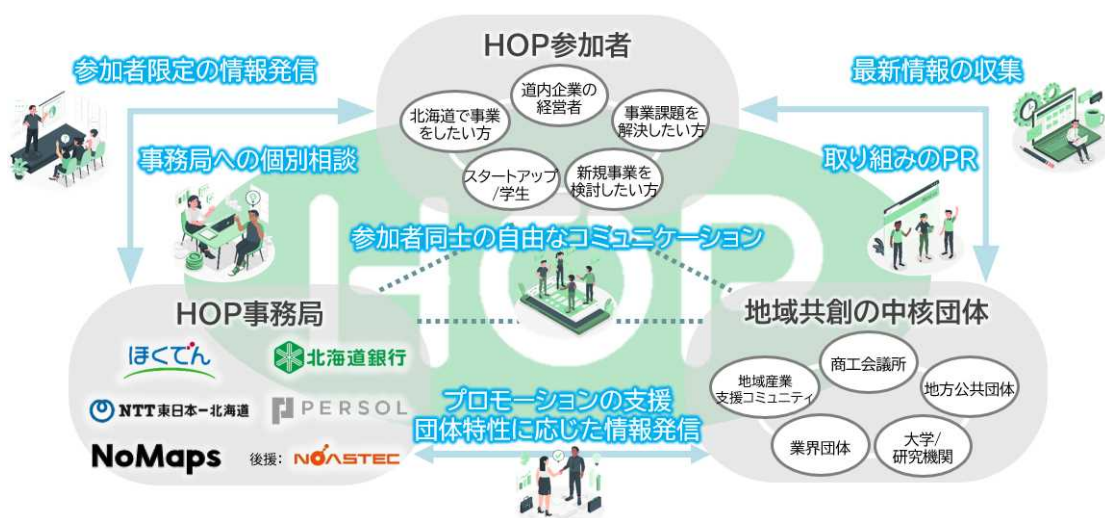 HOP参加者
参加者限定の情報発信
最新情報の収集
道内企業の
経営者
北海道で事業
をしたい方
事業課題を
解決したい方
スタートアップ
/学生
新規事業を
検討したい方
事務局への個別相談
取り組みのPR
参加者同士の自由なコミュニケーション
HOP
HOP事務局
ほくでん
北海道銀行
NTT東日本-北海道
PERSOL
NoMaps
後援: NOASTEC
地域共創の中核団体
商工会議所
地域産業
支援コミュニティ
地方公共団体
業界団体
大学/
研究機関
プロモーションの支援
団体特性に応じた情報発信